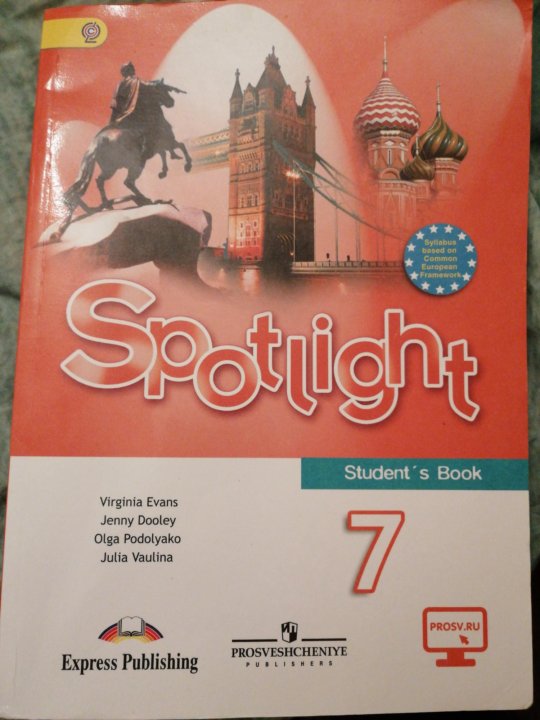 Syllabus
based on
Common
European
Framework
Spotlight
Student´s Book
Virginia Evans
Jenny Dooley
Olga Podolyako
Julia Vaulina
7
PROSV.RU
Express Publishing
PROSVESHCHENIYE
PUBLISHERS